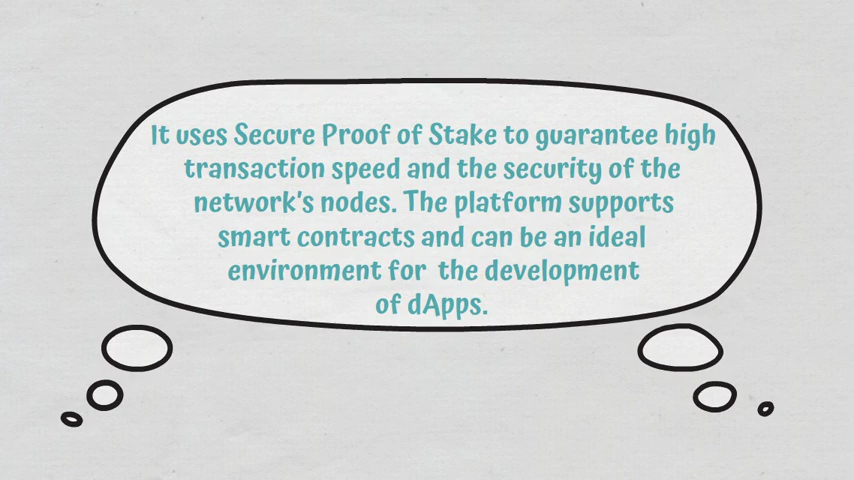 It uses Secure Proof of Stake to guarantee high
transaction speed and the security of the
network's nodes. The platform supports
smart contracts and can be an ideal
environment for  the development
of dApps.